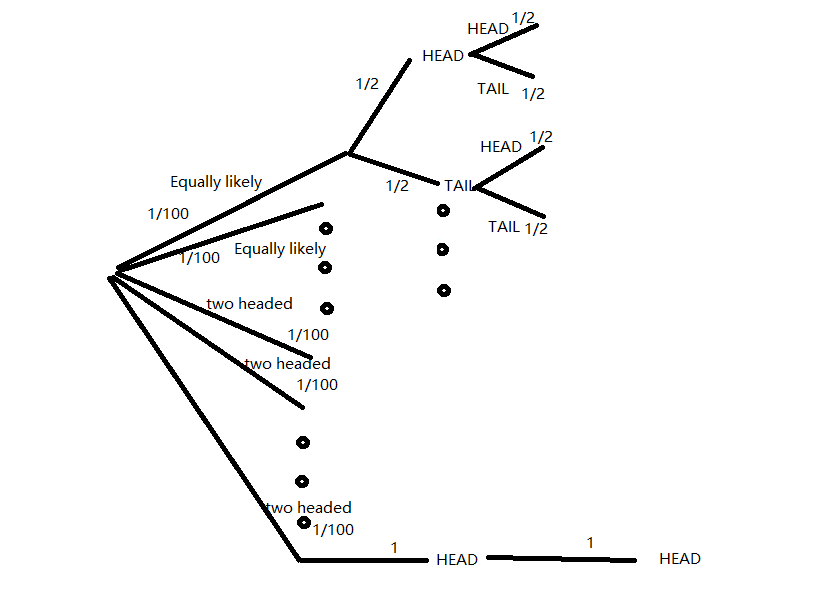 HEAD 1/2
1/2 HEAD
TAIL 1/2
HEAD 1/2
Equally likely 1/2 TAIL
1/100 TAIL 1/2
1/100 Equally likely
two headed
1/100
two headed
1/100
two headed
1/100
1 HEAD 1 HEAD